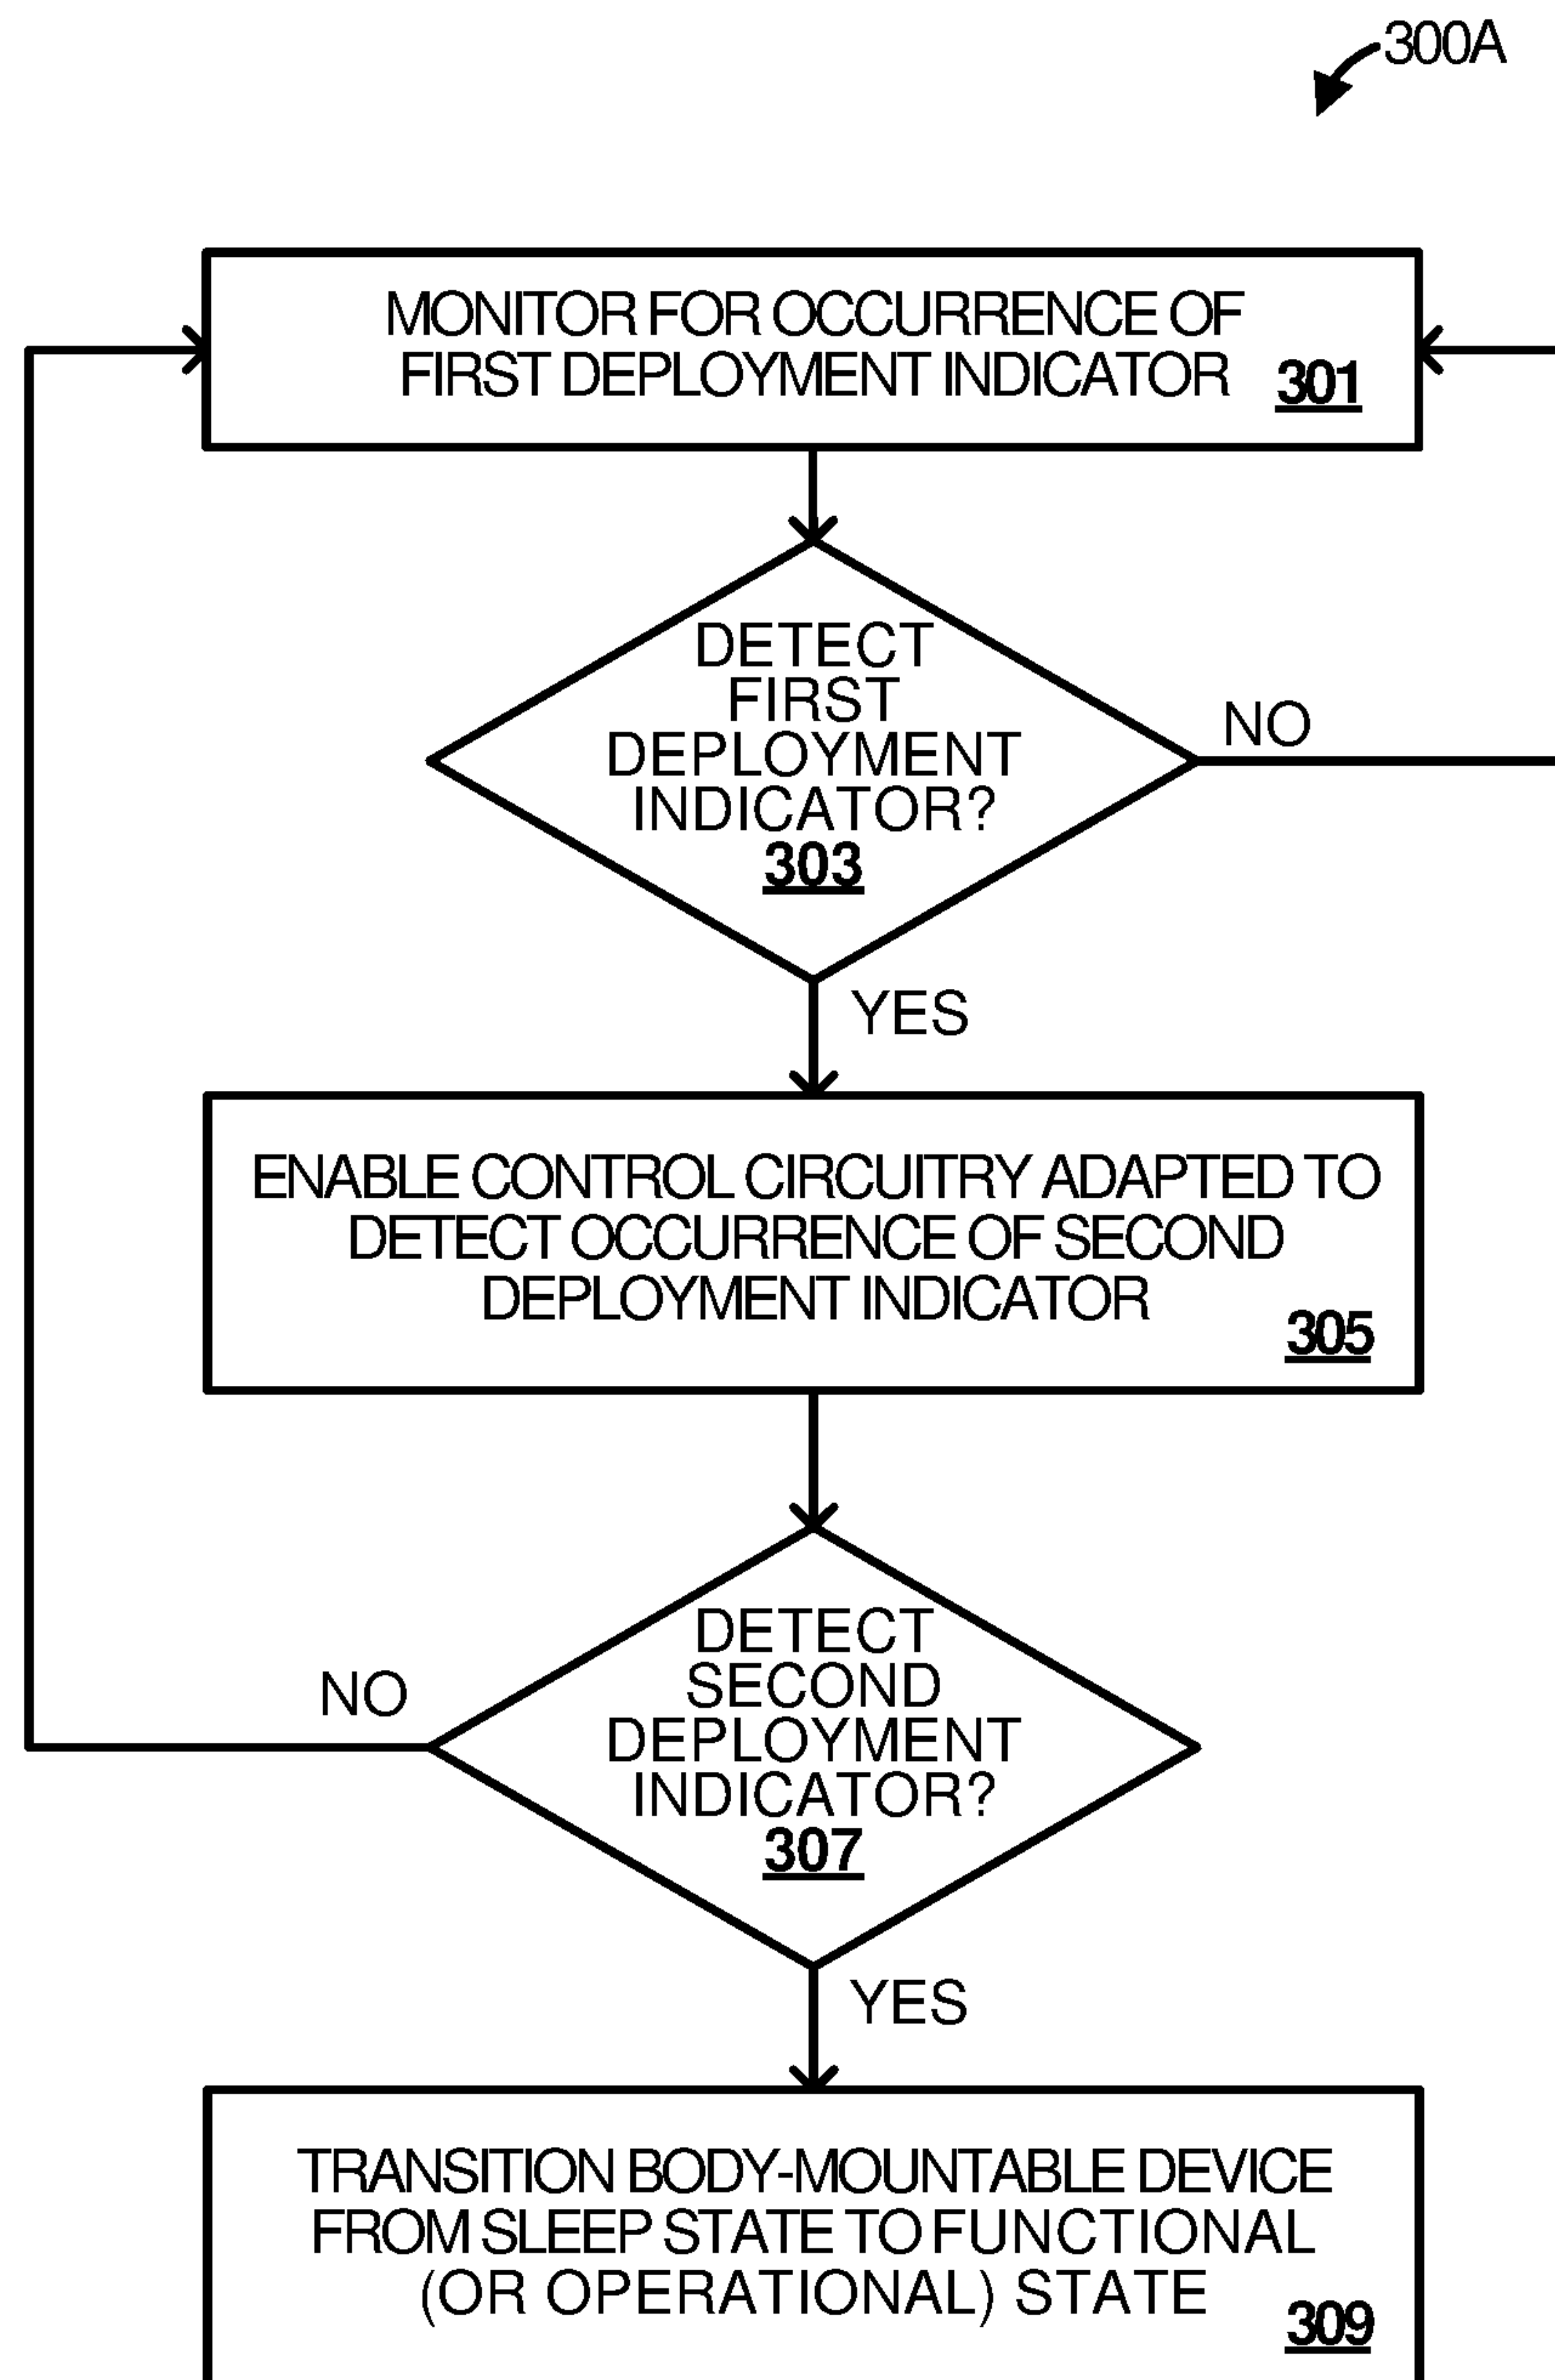 300A
MONITOR FOR OCCURRENCE OF
FIRST DEPLOYMENT INDICATOR 301
DETECT
FIRST
DEPLOYMENT
INDICATOR?
303
NO
YES
ENABLE CONTROL CIRCUITRY ADAPTED TO
DETECT OCCURRENCE OF SECOND
DEPLOYMENT INDICATOR
305
DETECT
SECOND
DEPLOYMENT
INDICATOR?
307
NO
YES
TRANSITION BODY-MOUNTABLE DEVICE
FROM SLEEP STATE TO FUNCTIONAL
(OR OPERATIONAL) STATE
309